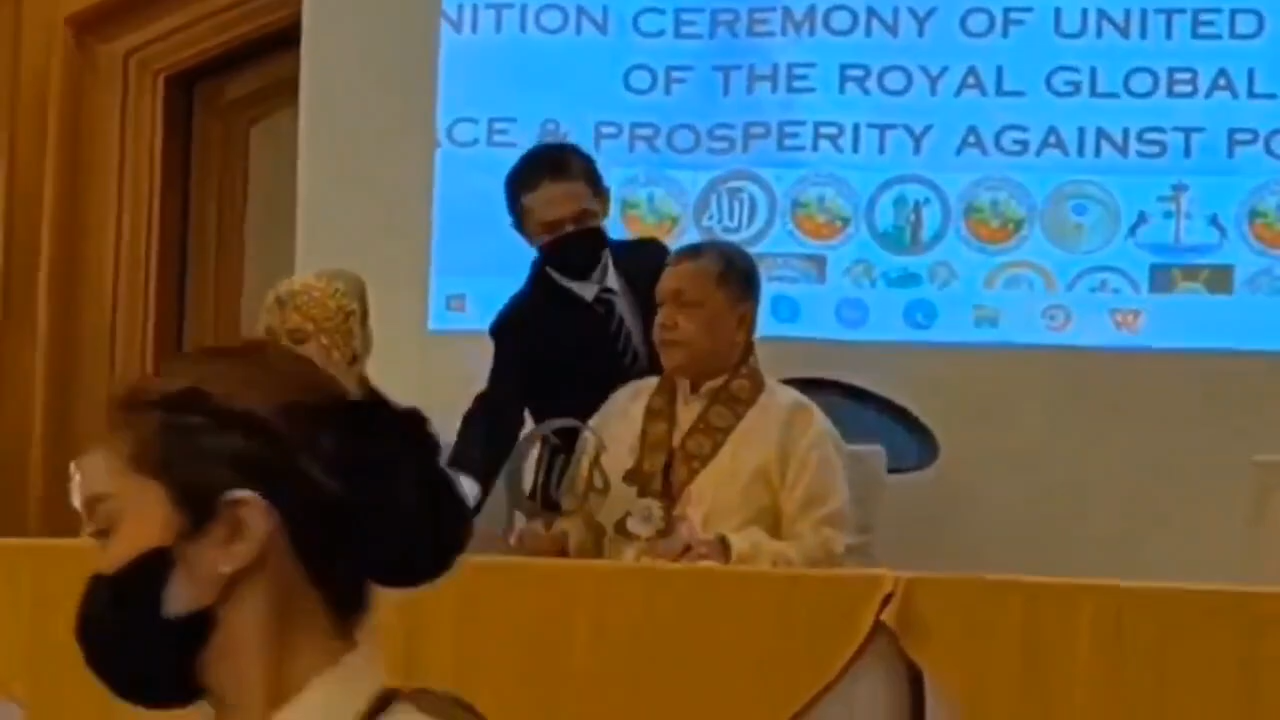 NITION CEREMONY OF UNITED
OF THE ROYAL GLOBAL
ACE & PROSPERITY AGAINST PO